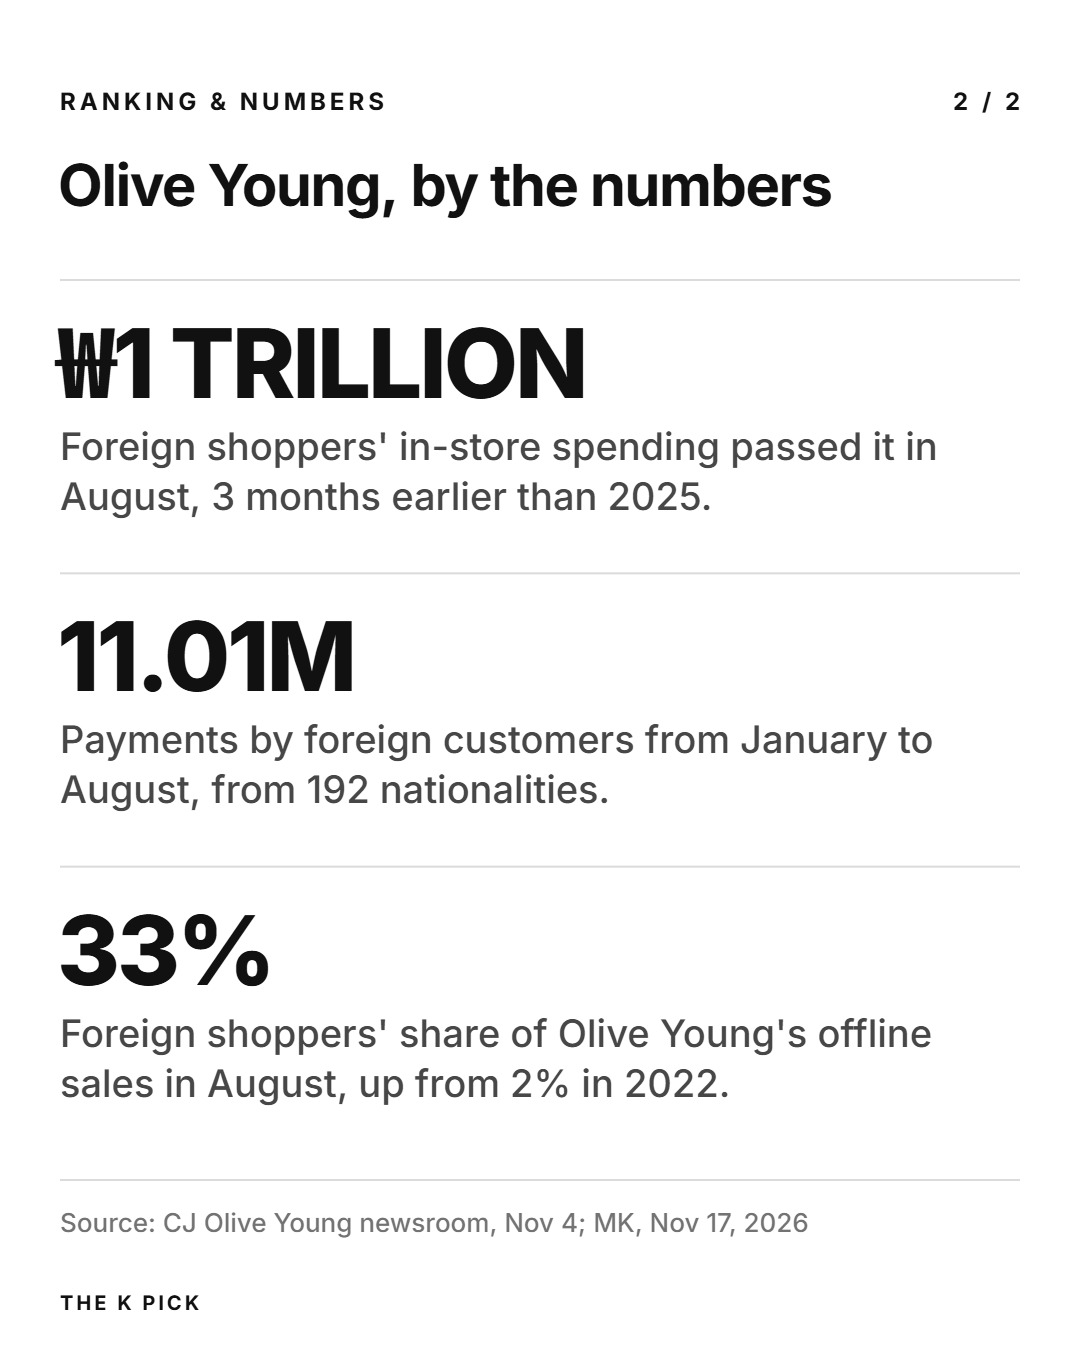 RANKING & NUMBERS
2 / 2
Olive Young, by the numbers
₩1 TRILLION
Foreign shoppers' in-store spending passed it in
August, 3 months earlier than 2025.
11.01M
Payments by foreign customers from January to
August, from 192 nationalities.
33%
Foreign shoppers' share of Olive Young's offline
sales in August, up from 2% in 2022.
Source: CJ Olive Young newsroom, Nov 4; MK, Nov 17, 2026
THE K PICK